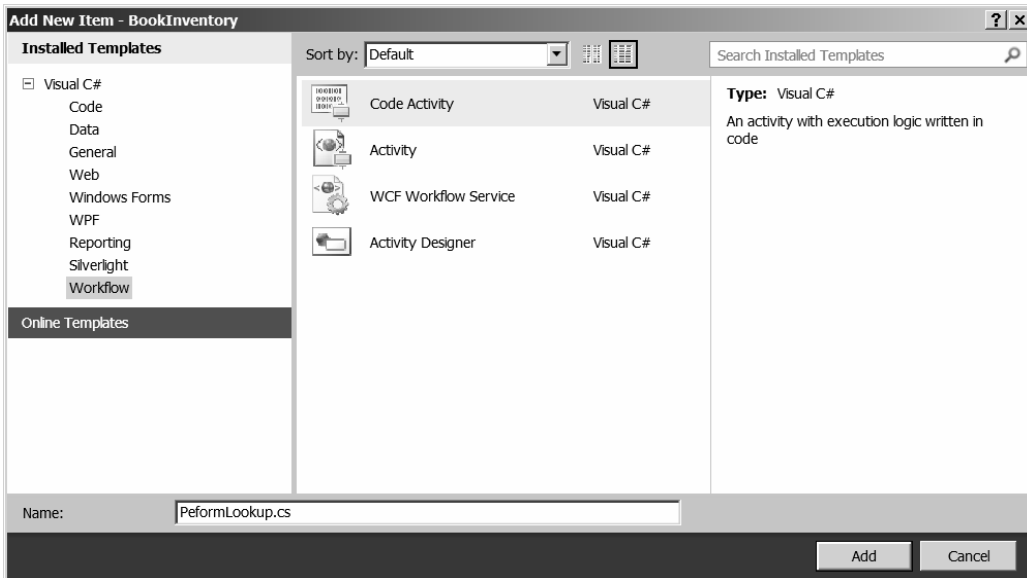 Add New Item - BookInventory
Installed Templates
Sort by: Default
Search Installed Templates
Visual C#
Code
Data
General
Web
Windows Forms
WPF
Reporting
Silverlight
Workflow
Online Templates
Code Activity Visual C#
Activity Visual C#
WCF Workflow Service Visual C#
Activity Designer Visual C#
Type: Visual C#
An activity with execution logic written in
code
Name: PeformLookup.cs
Add Cancel